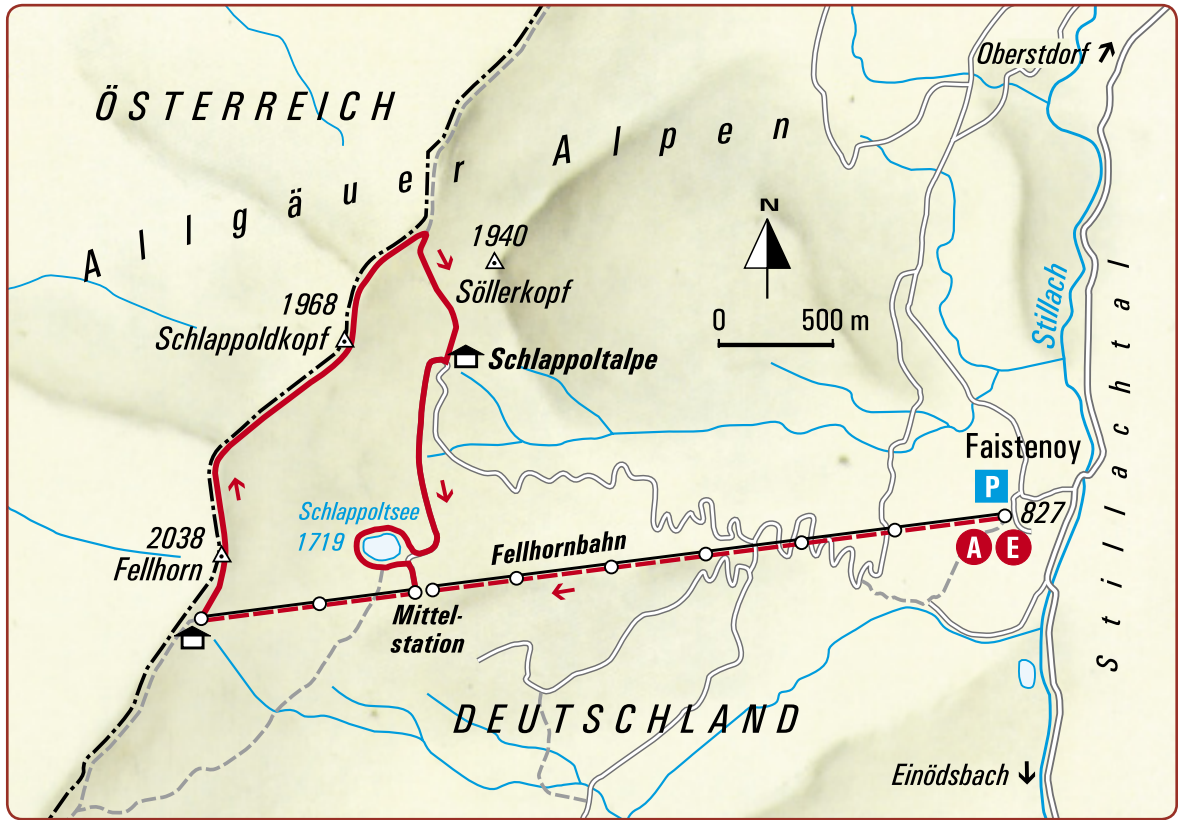 Oberstdorf
ÖSTERREICH
Allgäuer Alpen
N
1940
Söllerkopf
0 500 m
1968
Schlappoldkopf
Stillach
Stillachtal
Schlappoltalpe
Faistenoy
P
827
A E
Schlappoltsee
1719
2038
Fellhorn
Fellhornbahn
Mittel-
station
DEUTSCHLAND
Einödsbach